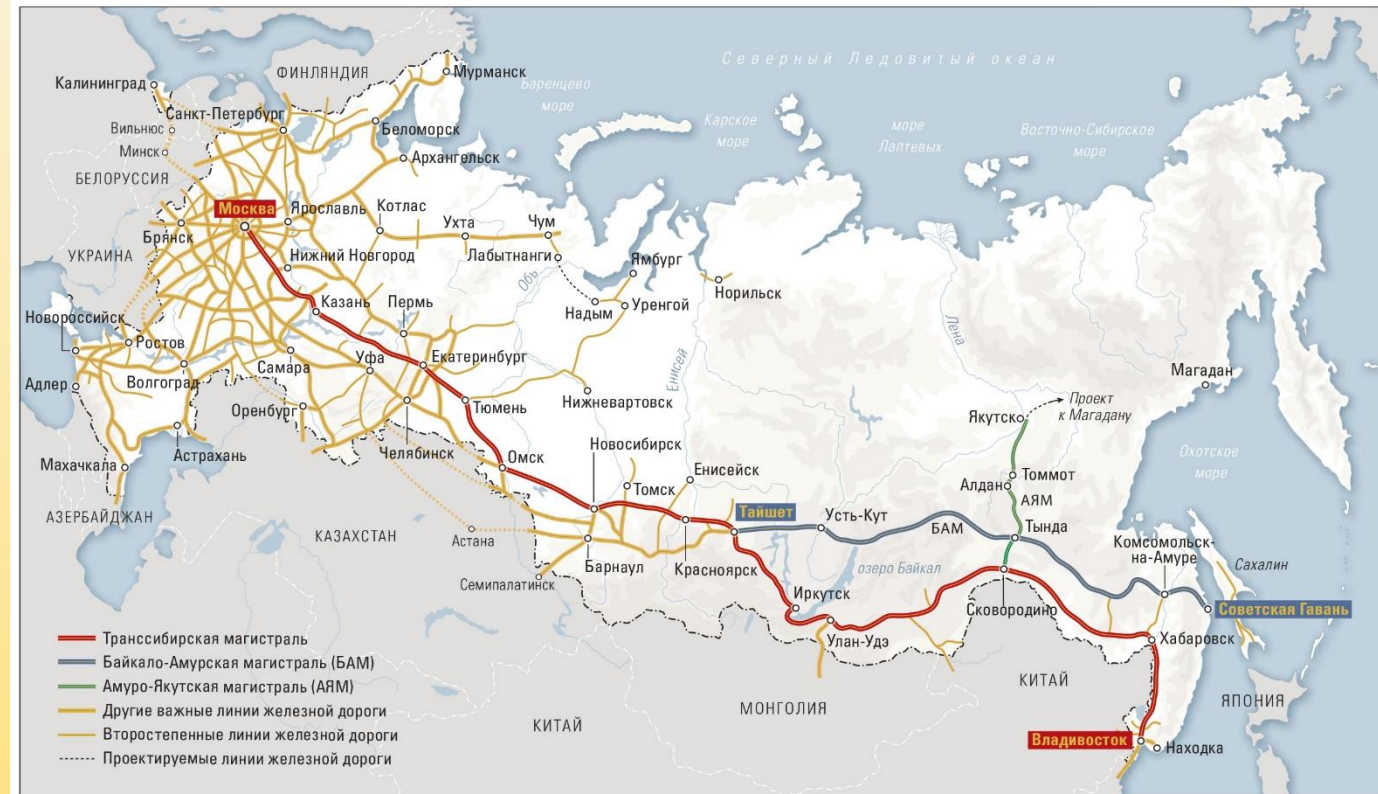 Северный Ледовитый океан
Баренцево
море
Карское
море
море
Лаптевых
Восточно-Сибирское
море
ФИНЛЯНДИЯ
Мурманск
Калининград
Санкт-Петербург
Вильнюс
Беломорск
Минск
Архангельск
БЕЛОРУССИЯ
Москва
Ярославль
Котлас
Ухта
Чум
Брянск
Лабытнанги
УКРАИНА
Нижний Новгород
Ямбург
Обь
Норильск
Казань
Пермь
Надым
Уренгой
Новороссийск
Ростов
Енисей
Лена
Самара
Уфа
Екатеринбург
Адлер
Волгоград
Магадан
Оренбург
Тюмень
Нижневартовск
Якутск
Проект
к Магадану
Астрахань
Челябинск
Новосибирск
Махачкала
Омск
Енисейск
Охотское
море
Томск
Томмот
Алдан
АЯМ
АЗЕРБАЙДЖАН
Тайшет
Усть-Кут
БАМ
Тында
КАЗАХСТАН
Астана
Комсомольск-
на-Амуре
Сахалин
Барнаул
Красноярск
озеро Байкал
Семипалатинск
Иркутск
Сковородино
Советская Гавань
Улан-Удэ
Хабаровск
КИТАЙ
ЯПОНИЯ
МОНГОЛИЯ
КИТАЙ
Владивосток
Находка
Транссибирская магистраль
Байкало-Амурская магистраль (БАМ)
Амуро-Якутская магистраль (АЯМ)
Другие важные линии железной дороги
Второстепенные линии железной дороги
Проектируемые линии железной дороги